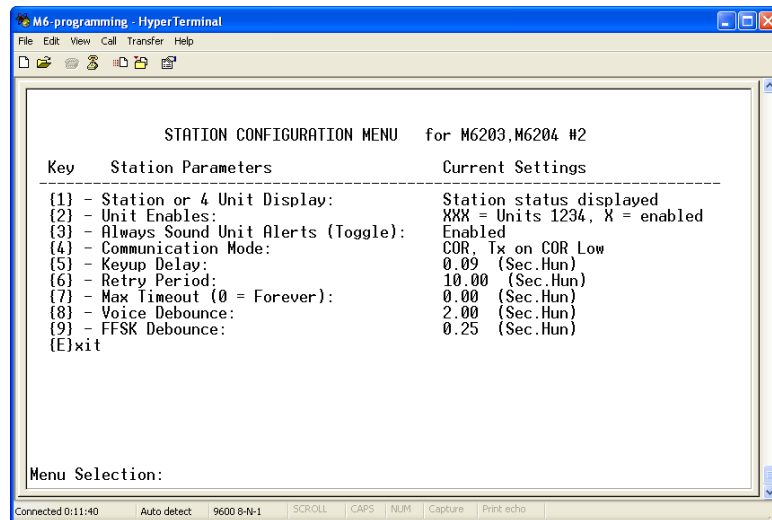 M6-programming - HyperTerminal
File Edit View Call Transfer Help
STATION CONFIGURATION MENU for M6203,M6204 #2
Key Station Parameters Current Settings
{1} - Station or 4 Unit Display: Station status displayed
{2} - Unit Enables: XXX = Units 1234, X = enabled
{3} - Always Sound Unit Alerts (Toggle): Enabled
{4} - Communication Mode: COR, Tx on COR Low
{5} - Keyup Delay: 0.09 (Sec.Hun)
{6} - Retry Period: 10.00 (Sec.Hun)
{7} - Max Timeout (0 = Forever): 0.00 (Sec.Hun)
{8} - Voice Debounce: 2.00 (Sec.Hun)
{9} - FFSK Debounce: 0.25 (Sec.Hun)
{E}xit
Menu Selection:
Connected 0:11:40 Auto detect 9600 8-N-1 SCROLL CAPS NUM Capture Print echo